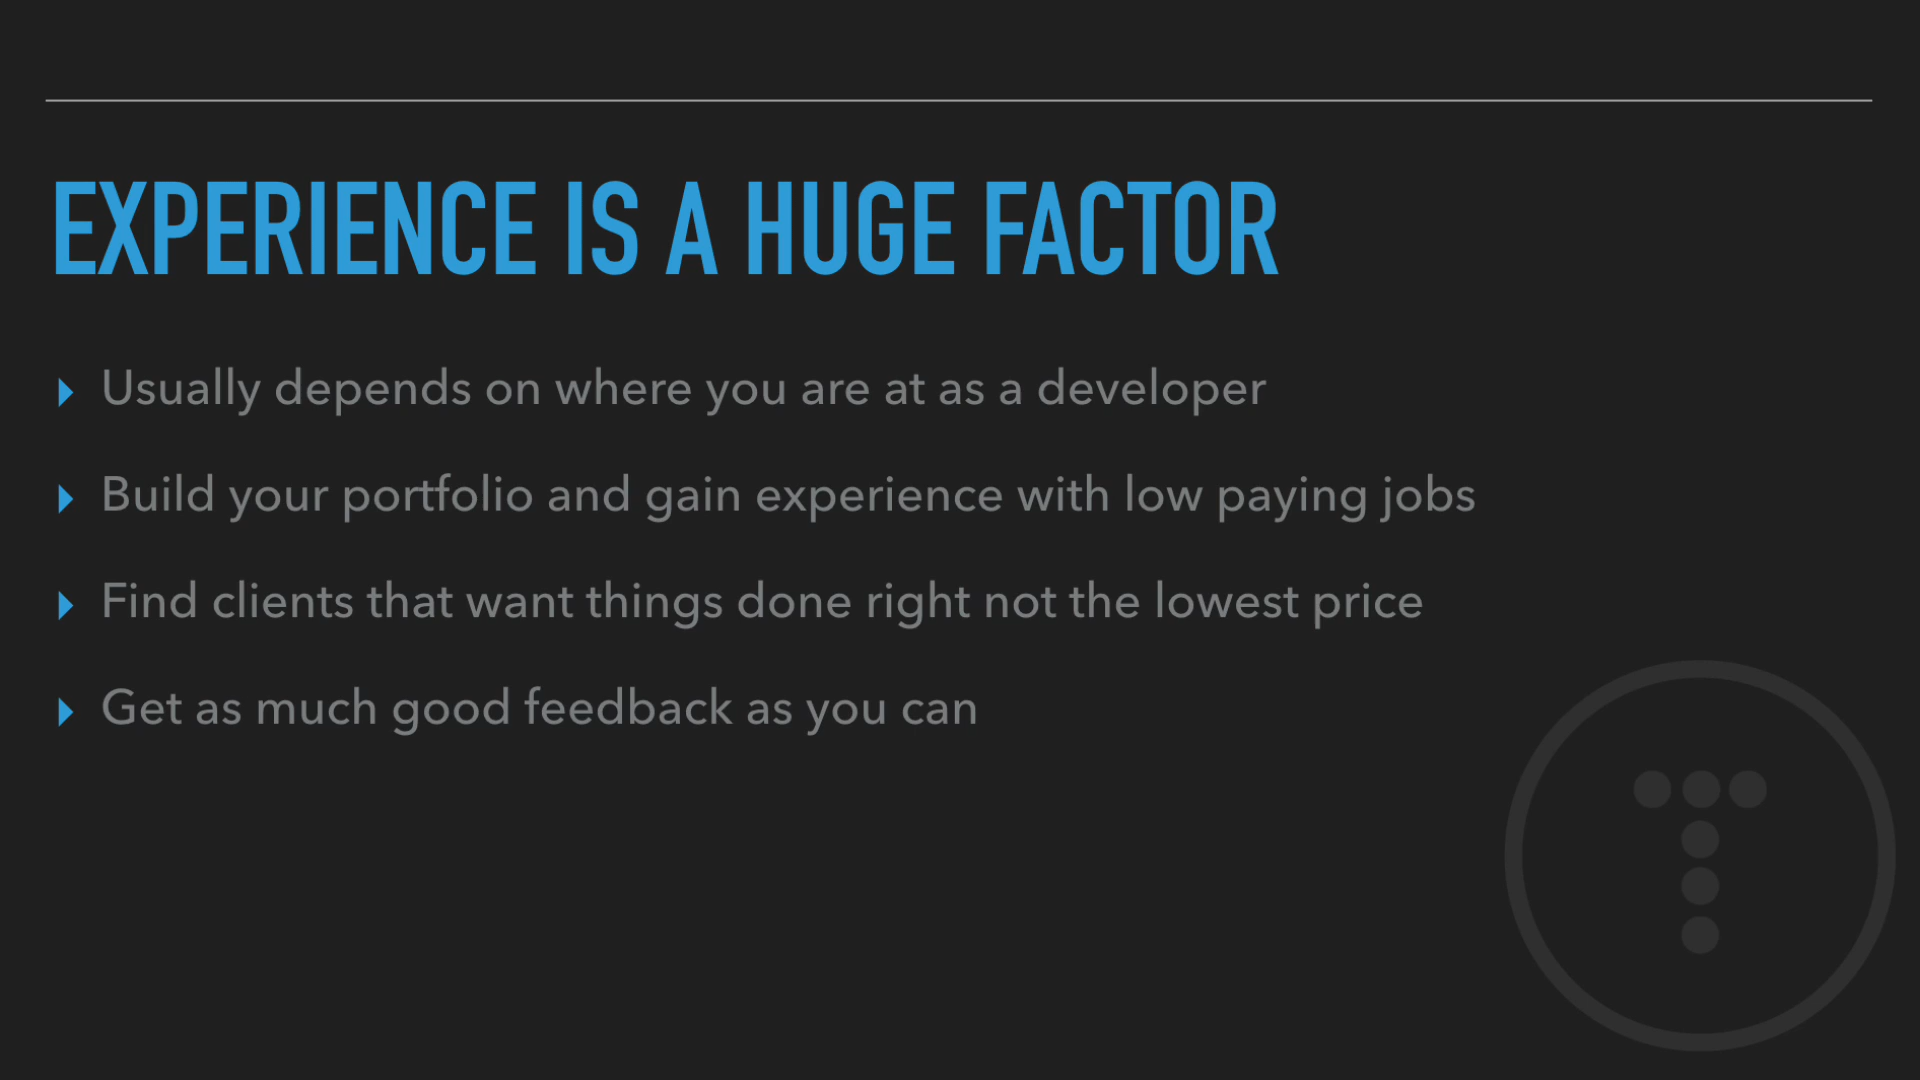 EXPERIENCE IS A HUGE FACTOR
Usually depends on where you are at as a developer
Build your portfolio and gain experience with low paying jobs
Find clients that want things done right not the lowest price
Get as much good feedback as you can
T